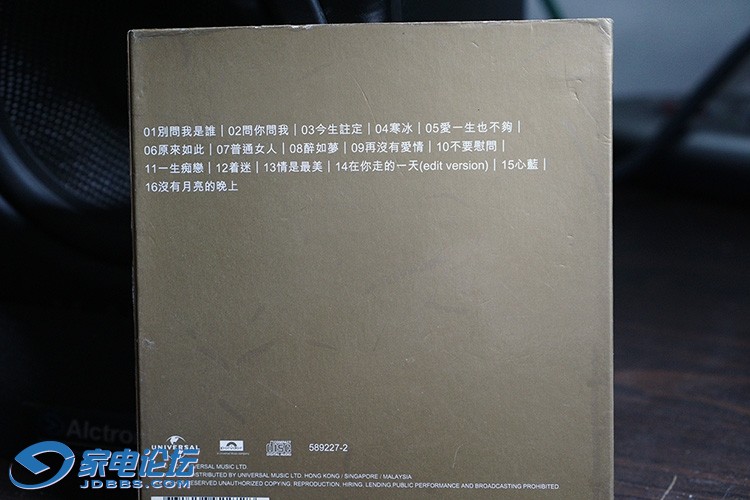 01別問我是誰｜02問你問我｜03今生註定｜04寒冰｜05愛一生也不夠｜
06原來如此｜07普通女人｜08醉如夢｜09再沒有愛情｜10不要慰問｜
11一生痴戀｜12着迷｜13情是最美｜14在你走的一天(edit version)｜15心藍｜
16沒有月亮的晚上
Alctro
UNIVERSAL
589227-2
家电论坛
JDBBS.COM
VERSAL MUSIC LTD.
DISTRIBUTED BY UNIVERSAL MUSIC LTD. HONG KONG / SINGAPORE / MALAYSIA
RESERVED UNAUTHORIZED COPYING. REPRODUCTION. HIRING. LENDING PUBLIC PERFORMANCE AND BROADCASTING PROHIBITED.